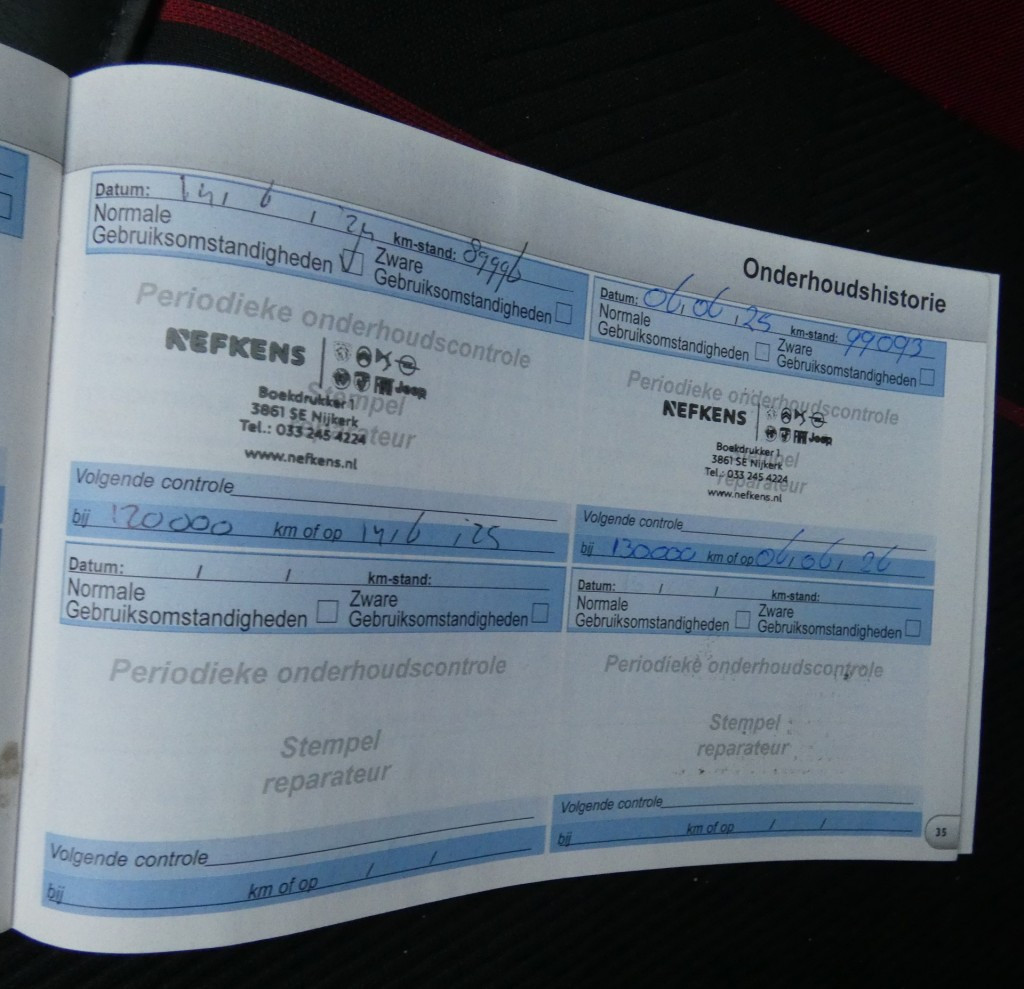 Onderhoudshistorie
Datum: 14, 6, '24
Normale
Gebruiksomstandigheden
km-stand: 89996
Zware
Gebruiksomstandigheden
Periodieke onderhoudscontrole
Stempel
reparateur
NEFKENS
Jeep
Boekdrukker 1
3861 SE Nijkerk
Tel.: 033 245 4224
www.nefkens.nl
Volgende controle
bij 120000 km of op 14/6 '25
Datum: / / km-stand:
Normale
Gebruiksomstandigheden
Zware
Gebruiksomstandigheden
Periodieke onderhoudscontrole
Stempel
reparateur
Volgende controle
bij km of op / /
Datum: 06,06,25 km-stand: 99093
Normale
Gebruiksomstandigheden
Zware
Gebruiksomstandigheden
Periodieke onderhoudscontrole
Stempel
reparateur
NEFKENS
Jeep
Boekdrukker 1
3861 SE Nijkerk
Tel.: 033 245 4224
www.nefkens.nl
Volgende controle
bij 130000 km of op 06,06,26
Datum: / / km-stand:
Normale
Gebruiksomstandigheden
Zware
Gebruiksomstandigheden
Periodieke onderhoudscontrole
Stempel
reparateur
Volgende controle
bij km of op / /
35